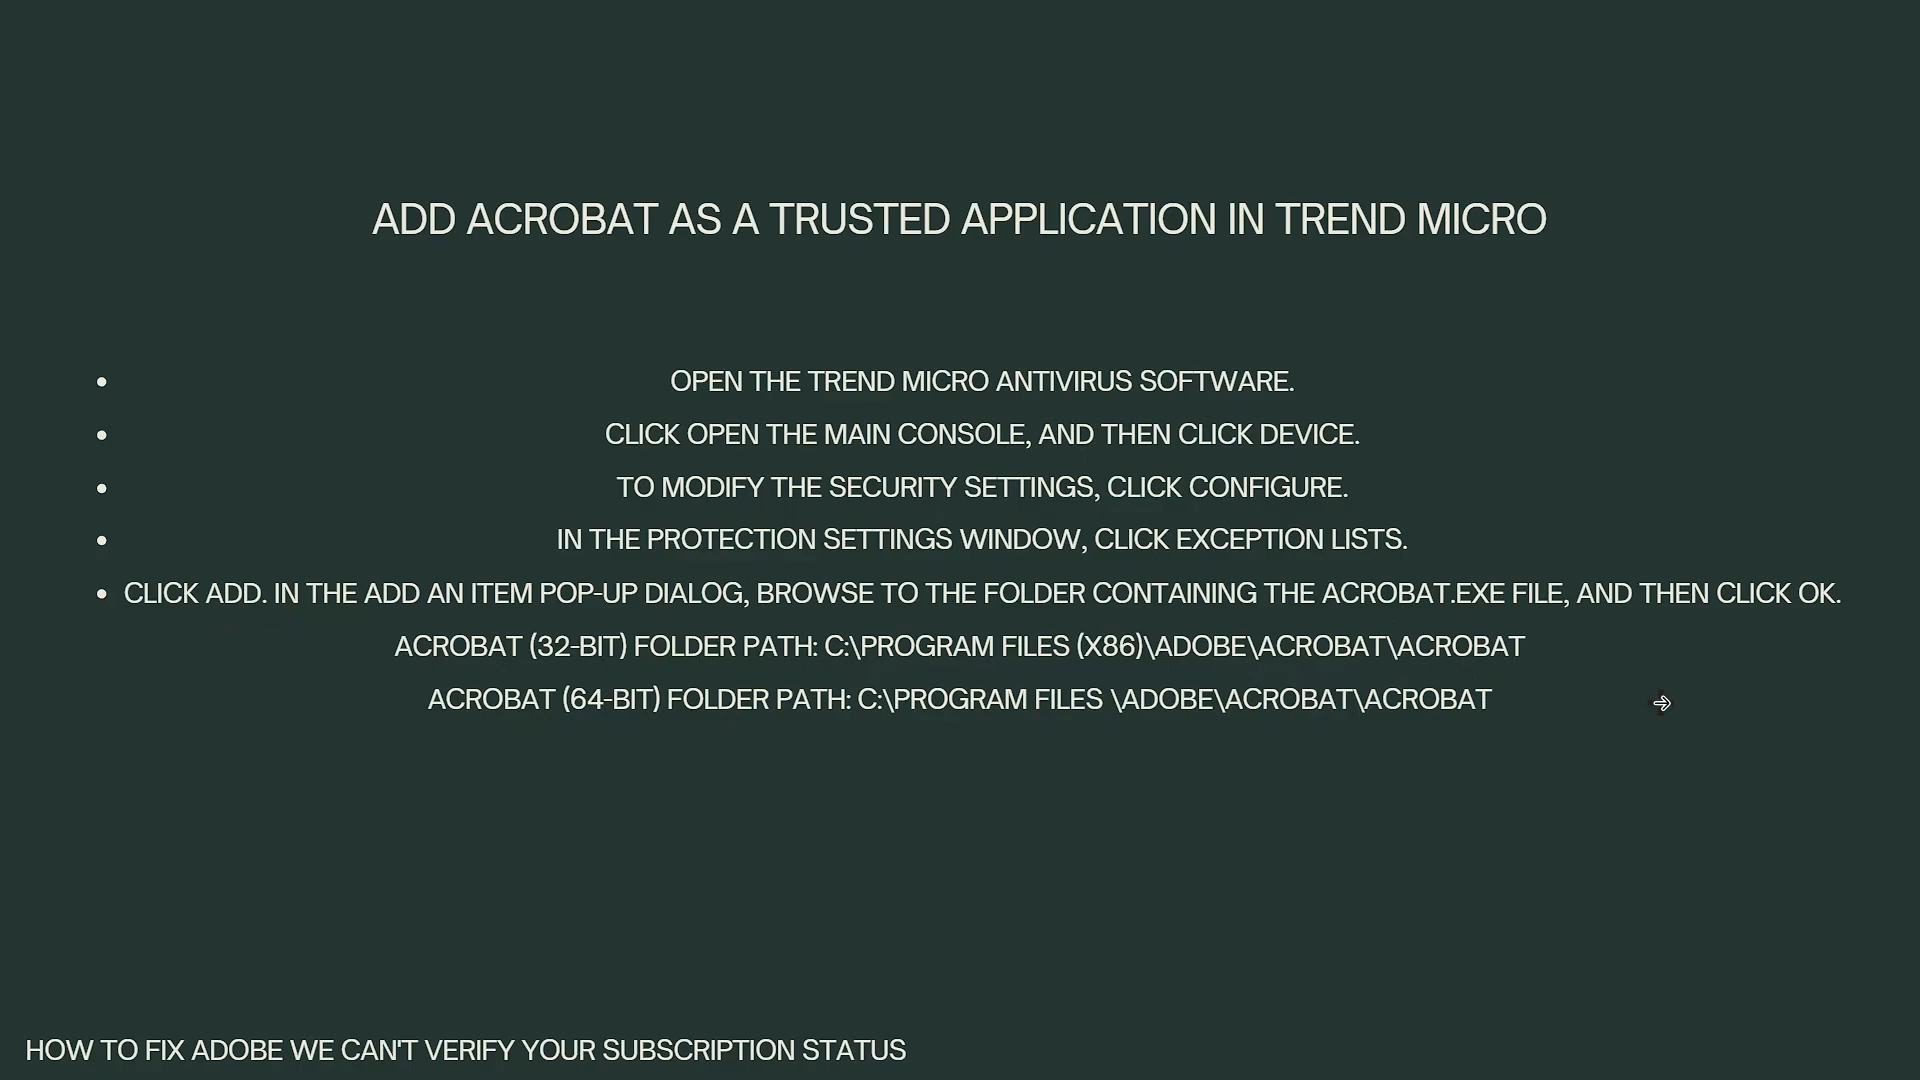 ADD ACROBAT AS A TRUSTED APPLICATION IN TREND MICRO
• OPEN THE TREND MICRO ANTIVIRUS SOFTWARE.
• CLICK OPEN THE MAIN CONSOLE, AND THEN CLICK DEVICE.
• TO MODIFY THE SECURITY SETTINGS, CLICK CONFIGURE.
• IN THE PROTECTION SETTINGS WINDOW, CLICK EXCEPTION LISTS.
• CLICK ADD. IN THE ADD AN ITEM POP-UP DIALOG, BROWSE TO THE FOLDER CONTAINING THE ACROBAT.EXE FILE, AND THEN CLICK OK.
ACROBAT (32-BIT) FOLDER PATH: C:\PROGRAM FILES (X86)\ADOBE\ACROBAT\ACROBAT
ACROBAT (64-BIT) FOLDER PATH: C:\PROGRAM FILES \ADOBE\ACROBAT\ACROBAT
HOW TO FIX ADOBE WE CAN'T VERIFY YOUR SUBSCRIPTION STATUS